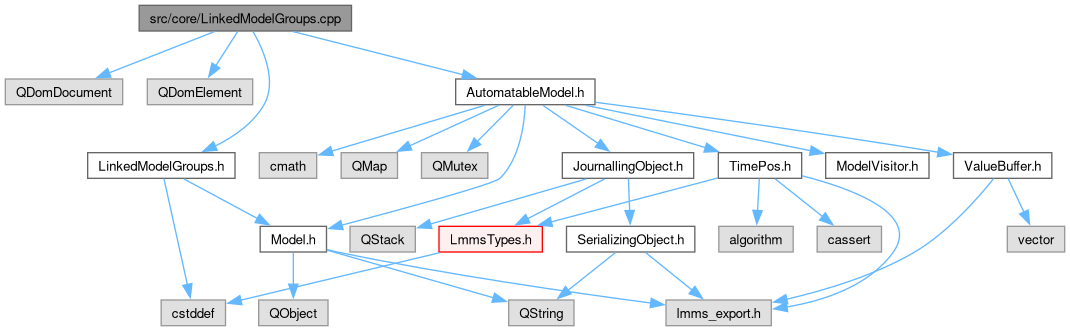 src/core/LinkedModelGroups.cpp
QDomDocument
QDomElement
AutomatableModel.h
LinkedModelGroups.h
cmath
QMap
QMutex
JournallingObject.h
TimePos.h
ModelVisitor.h
ValueBuffer.h
Model.h
QStack
LmmsTypes.h
SerializingObject.h
algorithm
cassert
vector
cstddef
QObject
QString
lmms_export.h